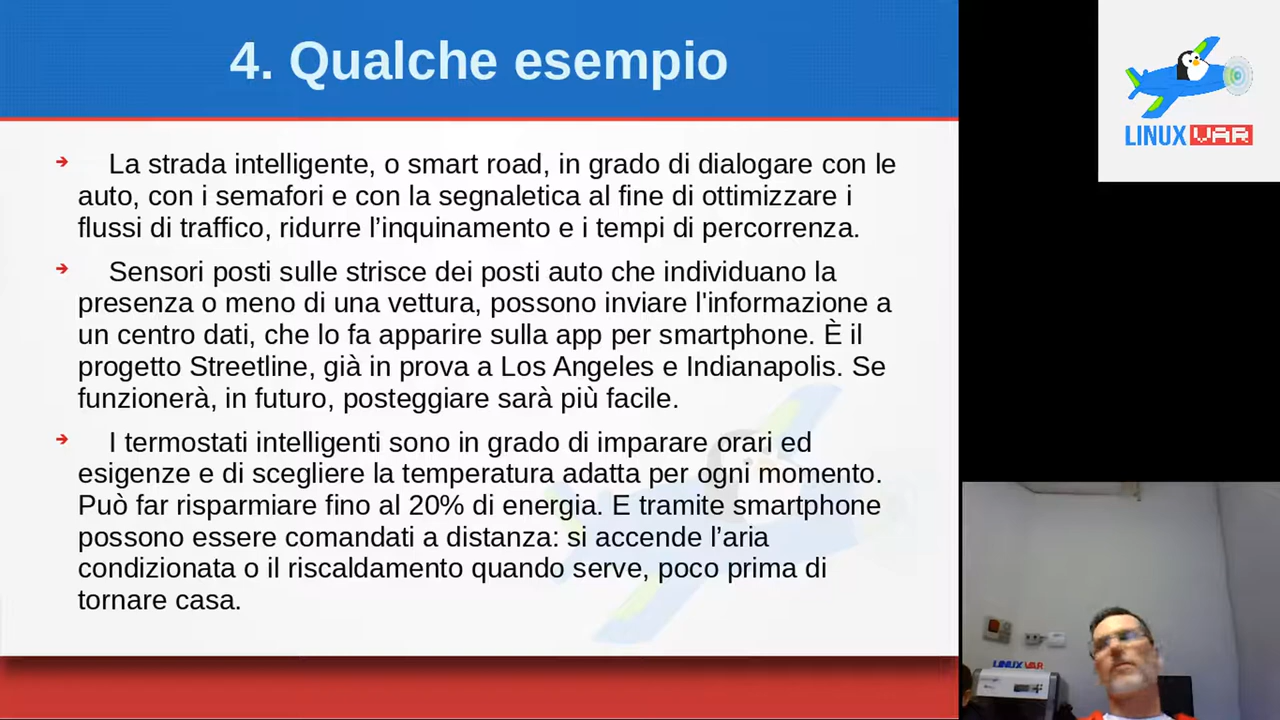 4. Qualche esempio
La strada intelligente, o smart road, in grado di dialogare con le
auto, con i semafori e con la segnaletica al fine di ottimizzare i
flussi di traffico, ridurre l’inquinamento e i tempi di percorrenza.
Sensori posti sulle strisce dei posti auto che individuano la
presenza o meno di una vettura, possono inviare l'informazione a
un centro dati, che lo fa apparire sulla app per smartphone. È il
progetto Streetline, già in prova a Los Angeles e Indianapolis. Se
funzionerà, in futuro, posteggiare sarà più facile.
I termostati intelligenti sono in grado di imparare orari ed
esigenze e di scegliere la temperatura adatta per ogni momento.
Può far risparmiare fino al 20% di energia. E tramite smartphone
possono essere comandati a distanza: si accende l’aria
condizionata o il riscaldamento quando serve, poco prima di
tornare casa.
LINUX VAR
LINUX VAR